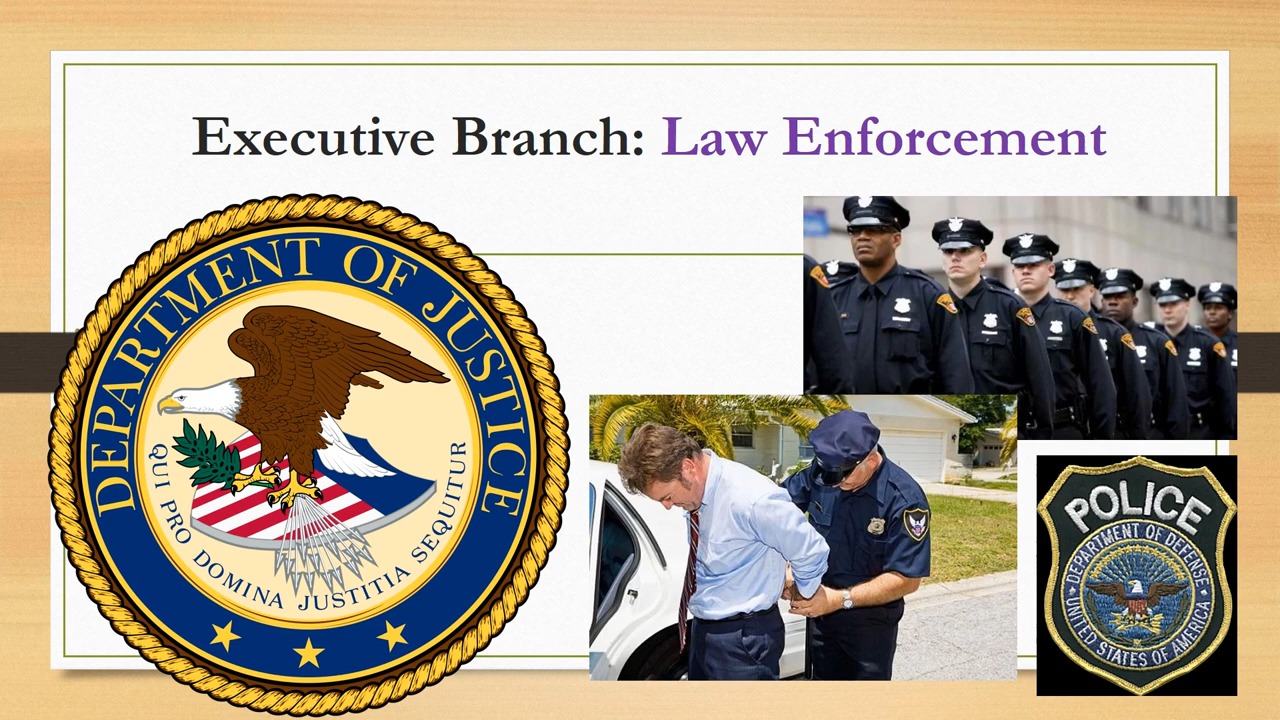 Executive Branch: Law Enforcement
DEPARTMENT OF JUSTICE
QUI PRO DOMINA JUSTITIA SEQUITUR
POLICE
DEPARTMENT OF DEFENSE
UNITED STATES OF AMERICA